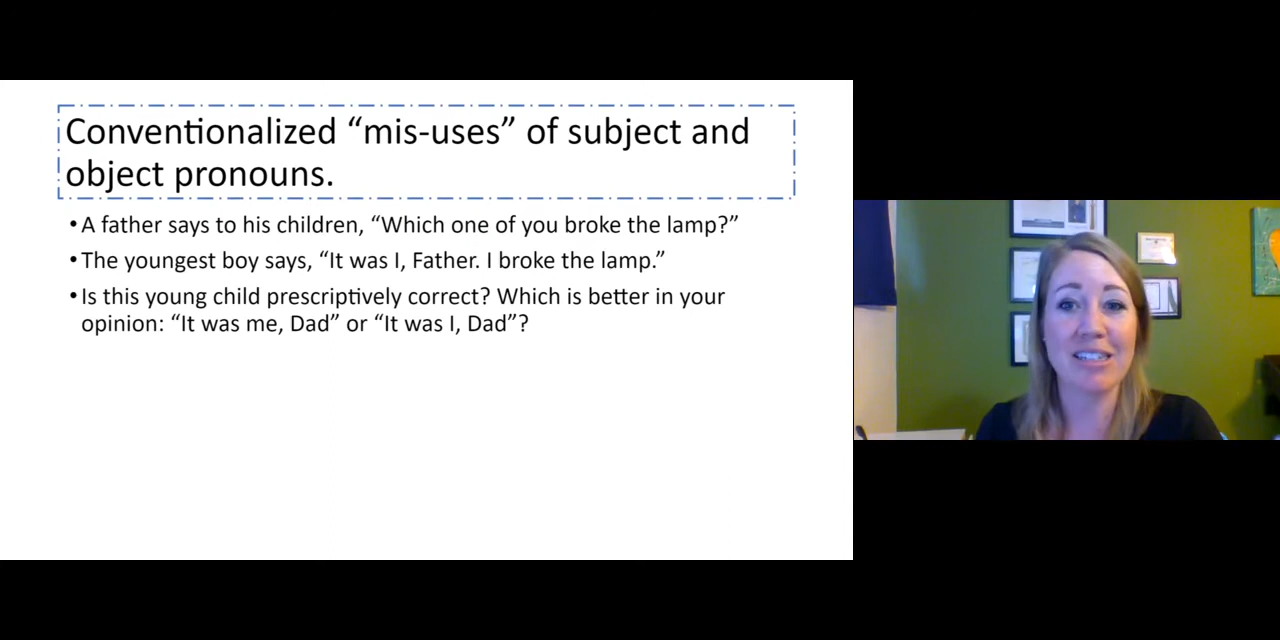 Conventionalized “mis-uses” of subject and
object pronouns.
•A father says to his children, “Which one of you broke the lamp?”
•The youngest boy says, “It was I, Father. I broke the lamp.”
•Is this young child prescriptively correct? Which is better in your
opinion: “It was me, Dad” or “It was I, Dad”?